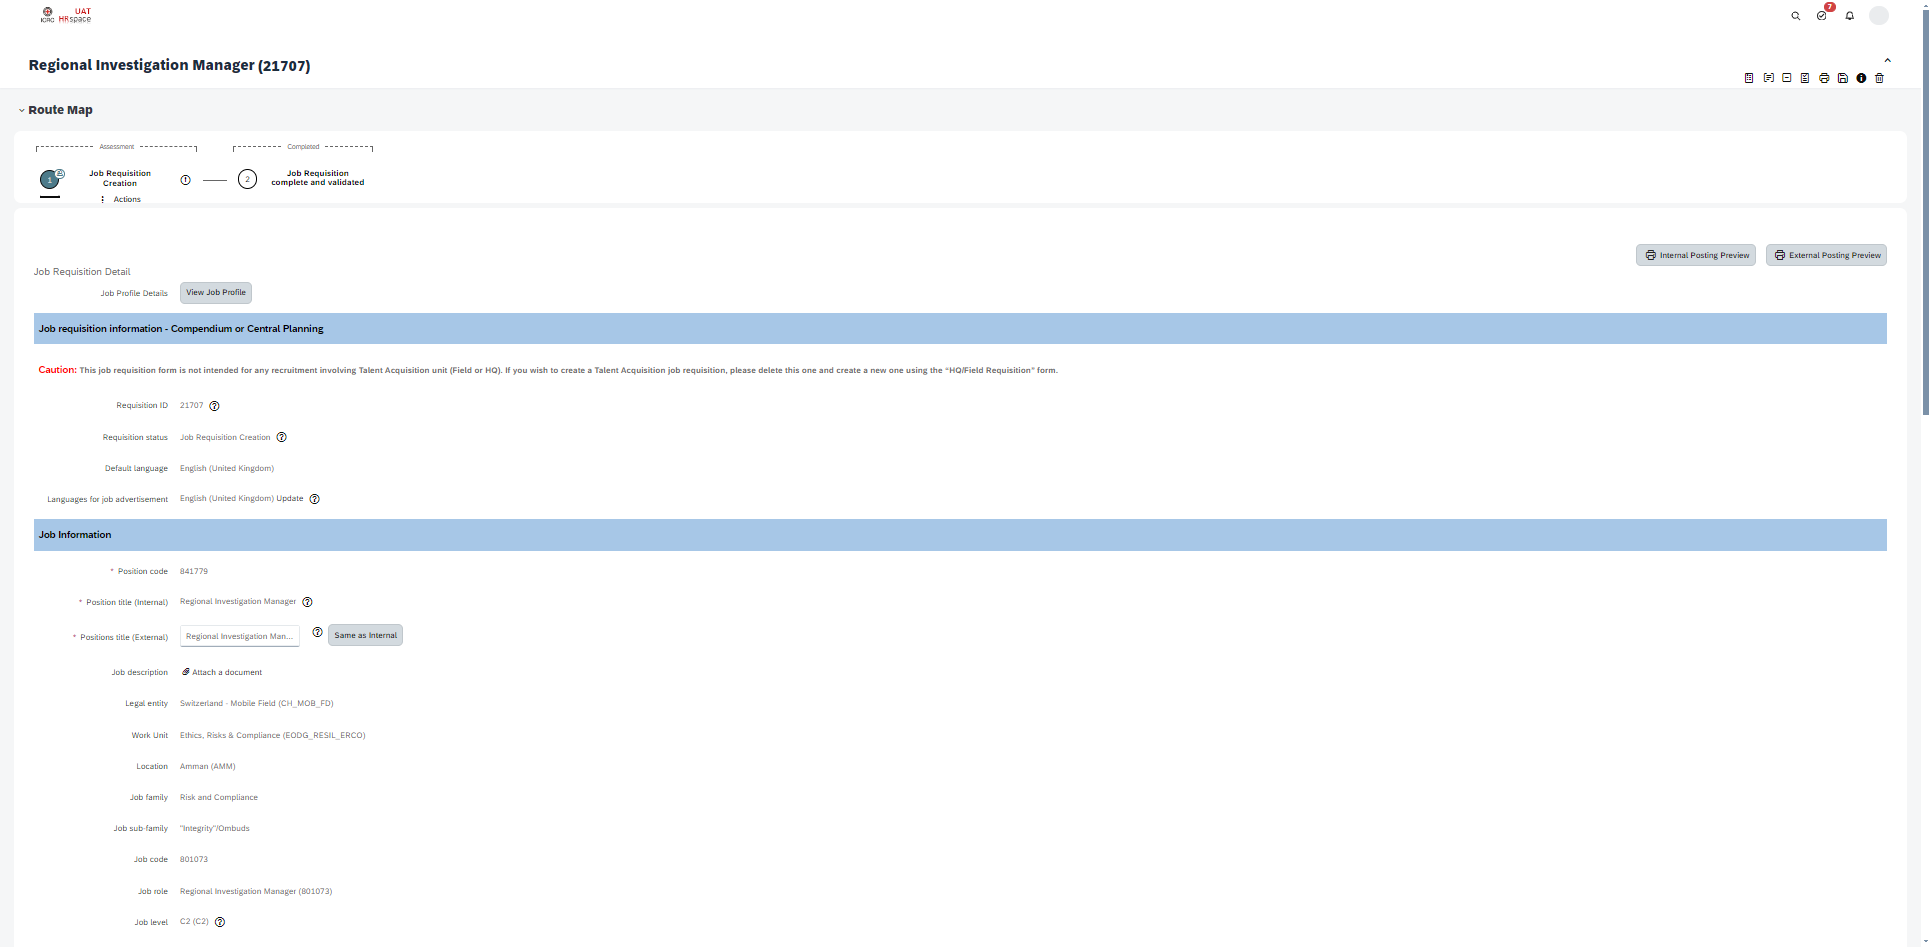 ICRC
UAT
HRspace
7
Regional Investigation Manager (21707)
Route Map
Assessment
Completed
1
Job Requisition
Creation
2
Job Requisition
complete and validated
Actions
Internal Posting Preview
External Posting Preview
Job Requisition Detail
Job Profile Details
View Job Profile
Job requisition information - Compendium or Central Planning
Caution: This job requisition form is not intended for any recruitment involving Talent Acquisition unit (Field or HQ). If you wish to create a Talent Acquisition job requisition, please delete this one and create a new one using the “HQ/Field Requisition” form.
Requisition ID 21707
Requisition status Job Requisition Creation
Default language English (United Kingdom)
Languages for job advertisement English (United Kingdom) Update
Job Information
* Position code 841779
* Position title (Internal) Regional Investigation Manager
* Positions title (External) Regional Investigation Man... Same as Internal
Job description Attach a document
Legal entity Switzerland - Mobile Field (CH_MOB_FD)
Work Unit Ethics, Risks & Compliance (EODG_RESIL_ERCO)
Location Amman (AMM)
Job family Risk and Compliance
Job sub-family "Integrity"/Ombuds
Job code 801073
Job role Regional Investigation Manager (801073)
Job level C2 (C2)